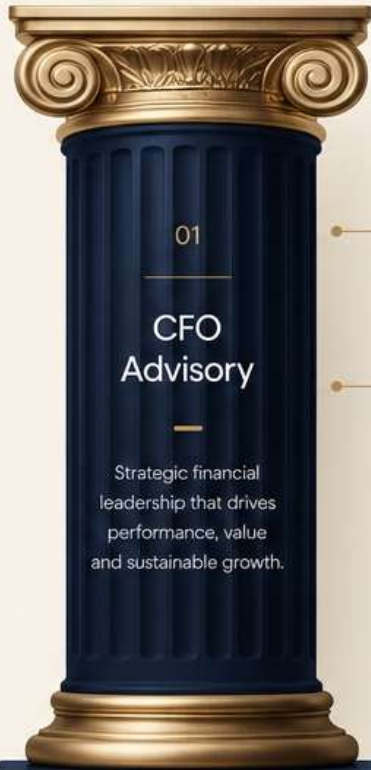 01
CFO
Advisory
Strategic financial
leadership that drives
performance, value
and sustainable growth.